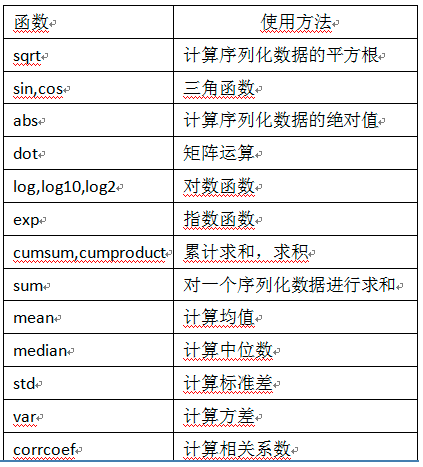 函数 使用方法
sqrt 计算序列化数据的平方根
sin,cos 三角函数
abs 计算序列化数据的绝对值
dot 矩阵运算
log,log10,log2 对数函数
exp 指数函数
cumsum,cumproduct 累计求和，求积
sum 对一个序列化数据进行求和
mean 计算均值
median 计算中位数
std 计算标准差
var 计算方差
corrcoef 计算相关系数